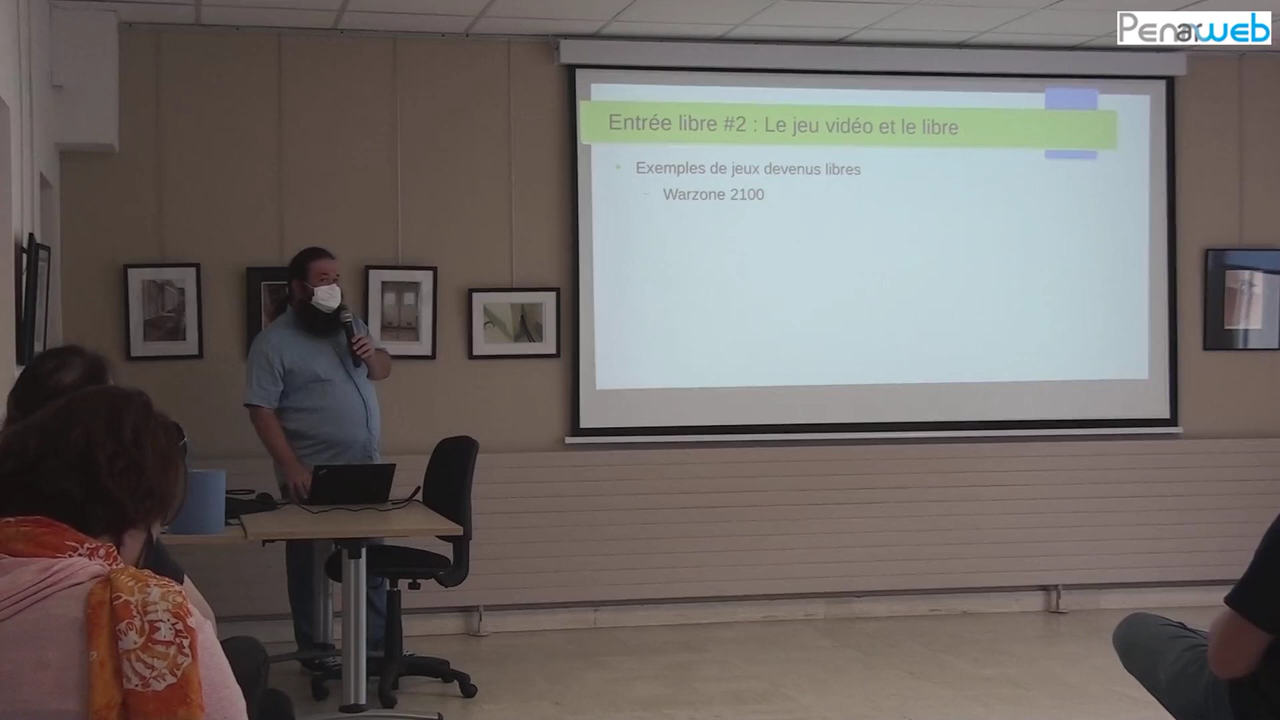 Penarweb
Entrée libre #2 : Le jeu vidéo et le libre
Exemples de jeux devenus libres
Warzone 2100